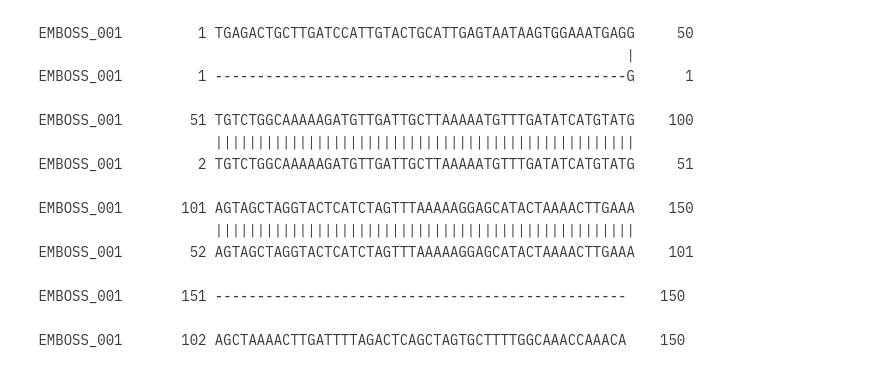 EMBOSS_001         1 TGAGACTGCTTGATCCATTGTACTGCATTGAGTAATAAGTGGAAATGAGG     50
                                                                      |
EMBOSS_001         1 -------------------------------------------------G      1
EMBOSS_001        51 TGTCTGGCAAAAAGATGTTGATTGCTTAAAAATGTTTGATATCATGTATG    100
                     ||||||||||||||||||||||||||||||||||||||||||||||||||
EMBOSS_001         2 TGTCTGGCAAAAAGATGTTGATTGCTTAAAAATGTTTGATATCATGTATG     51
EMBOSS_001       101 AGTAGCTAGGTACTCATCTAGTTTAAAAAGGAGCATACTAAAACTTGAAA    150
                     ||||||||||||||||||||||||||||||||||||||||||||||||||
EMBOSS_001        52 AGTAGCTAGGTACTCATCTAGTTTAAAAAGGAGCATACTAAAACTTGAAA    101
EMBOSS_001       151 -------------------------------------------------    150
EMBOSS_001       102 AGCTAAAACTTGATTTTAGACTCAGCTAGTGCTTTTGGCAAACCAAACA    150